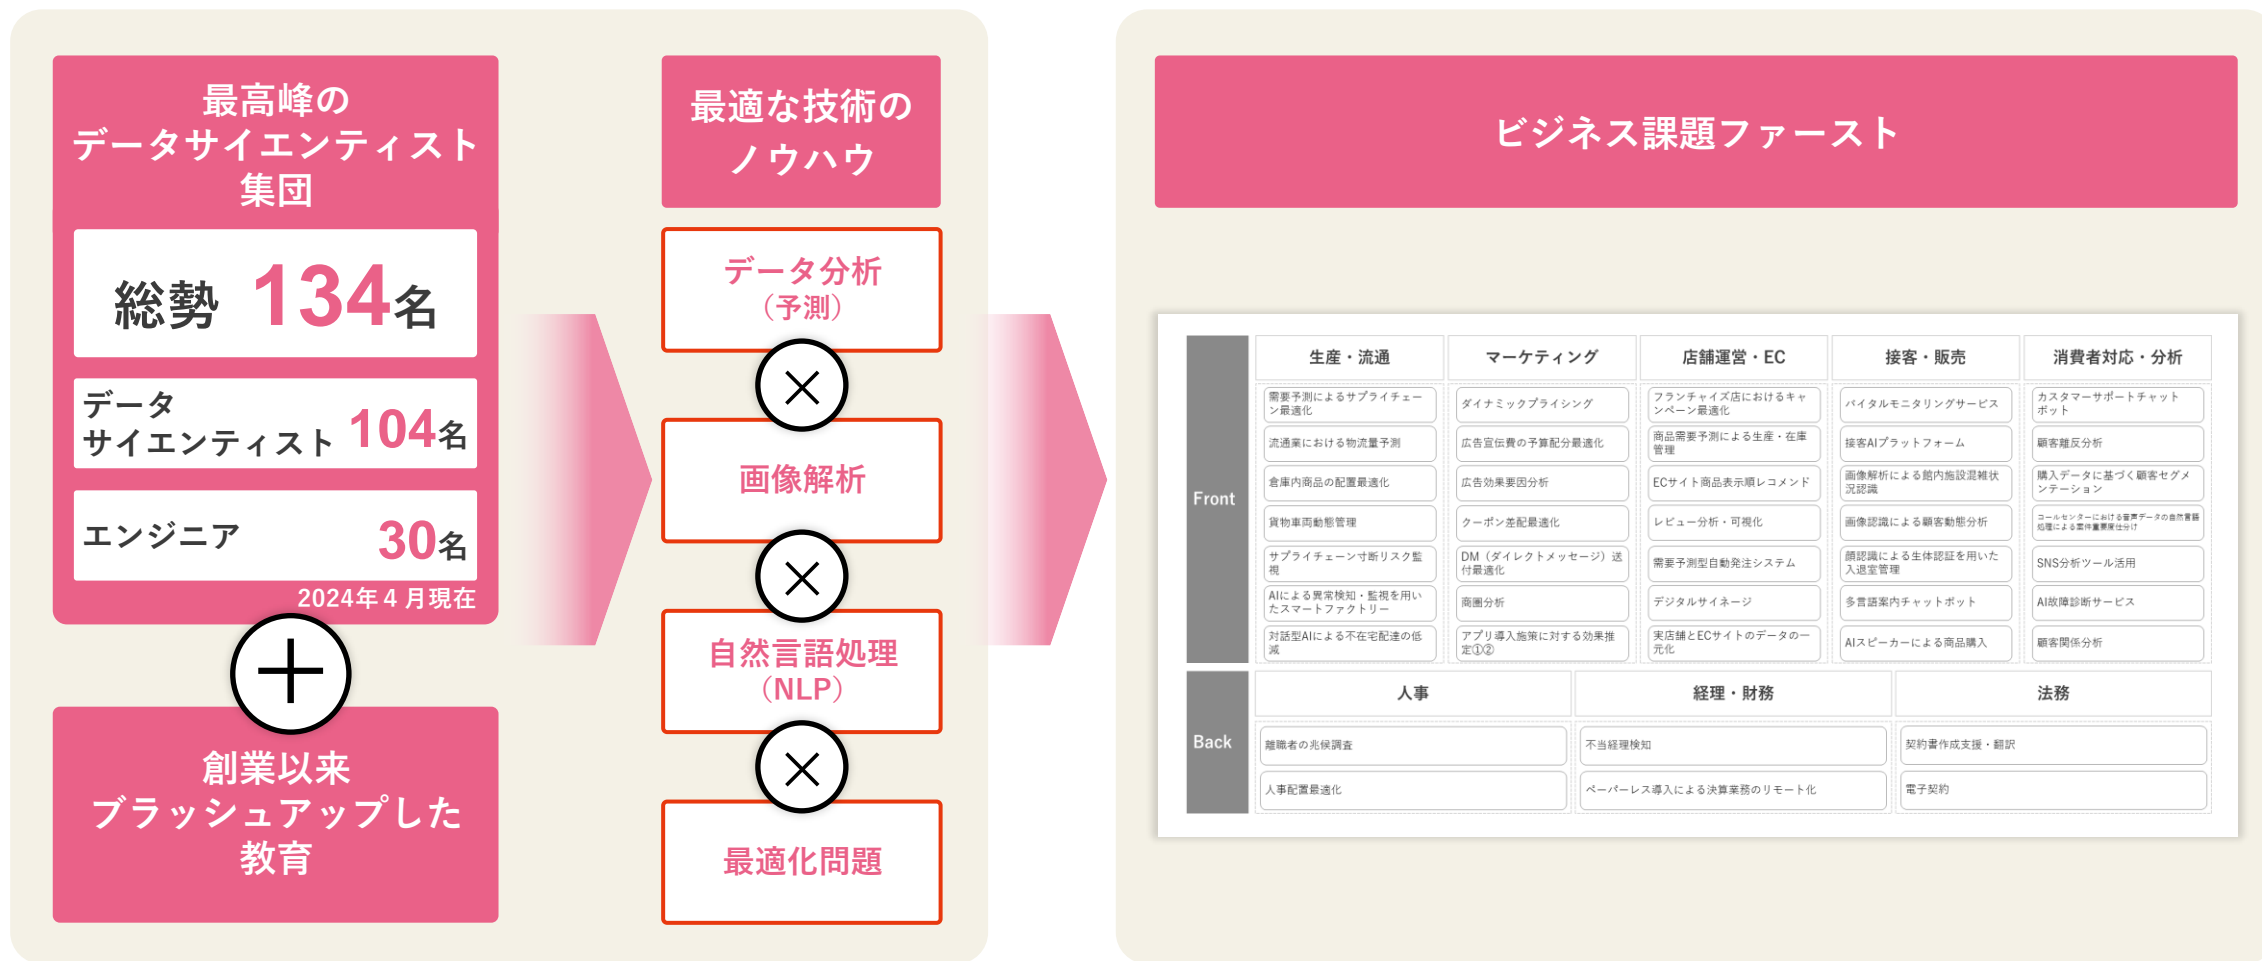 最高峰の
データサイエンティスト
集団
総勢 134名
データ
サイエンティスト 104名
エンジニア 30名
2024年4月現在
＋
創業以来
ブラッシュアップした
教育
最適な技術の
ノウハウ
データ分析
（予測）
×
画像解析
×
自然言語処理
（NLP）
×
最適化問題
ビジネス課題ファースト
Front
生産・流通
需要予測によるサプライチェー
ン最適化
流通業における物流量予測
倉庫内商品の配置最適化
貨物車両動態管理
サプライチェーン寸断リスク監
視
AIによる異常検知・監視を用い
たスマートファクトリー
対話型AIによる不在宅配達の低
減
マーケティング
ダイナミックプライシング
広告宣伝費の予算配分最適化
広告効果要因分析
クーポン差配最適化
DM（ダイレクトメッセージ）送
付最適化
商圏分析
アプリ導入施策に対する効果推
定①②
店舗運営・EC
フランチャイズ店におけるキャ
ンペーン最適化
商品需要予測による生産・在庫
管理
ECサイト商品表示順レコメンド
レビュー分析・可視化
需要予測型自動発注システム
デジタルサイネージ
実店舗とECサイトのデータの一
元化
接客・販売
バイタルモニタリングサービス
接客AIプラットフォーム
画像解析による館内施設混雑状
況認識
画像認識による顧客動態分析
顔認識による生体認証を用いた
入退室管理
多言語案内チャットボット
AIスピーカーによる商品購入
消費者対応・分析
カスタマーサポートチャット
ボット
顧客離反分析
購入データに基づく顧客セグメ
ンテーション
コールセンターにおける音声データの自然言語
処理による案件重要度仕分け
SNS分析ツール活用
AI故障診断サービス
顧客関係分析
Back
人事
離職者の兆候調査
人事配置最適化
経理・財務
不当経理検知
ペーパーレス導入による決算業務のリモート化
法務
契約書作成支援・翻訳
電子契約